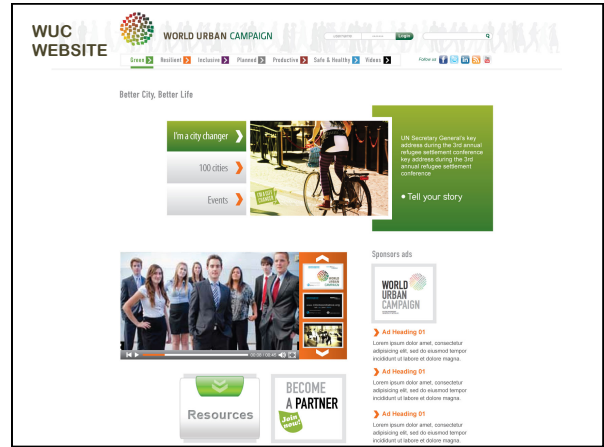 WUC
WEBSITE
WORLD URBAN CAMPAIGN
Login
Green
Resilient
Inclusive
Planned
Productive
Safe & Healthy
Videos
Follow us
Better City, Better Life
I'm a city changer
100 cities
Events
I'M A CITY
CHANGER
UN Secretary General's key
address during the 3rd annual
refugee settlement conference
key address during the 3rd
annual refugee settlement
conference
Tell your story
Sponsors ads
WORLD
URBAN
CAMPAIGN
Ad Heading 01
Lorem ipsum dolor amet, consectetur
adipisicing elit, sed do eiusmod tempor
incididunt ut labore et dolore magna.
Ad Heading 01
Lorem ipsum dolor amet, consectetur
adipisicing elit, sed do eiusmod tempor
incididunt ut labore et dolore magna.
Ad Heading 01
Lorem ipsum dolor amet, consectetur
adipisicing elit, sed do eiusmod tempor
incididunt ut labore et dolore magna.
Resources
BECOME
A PARTNER
Join
now!